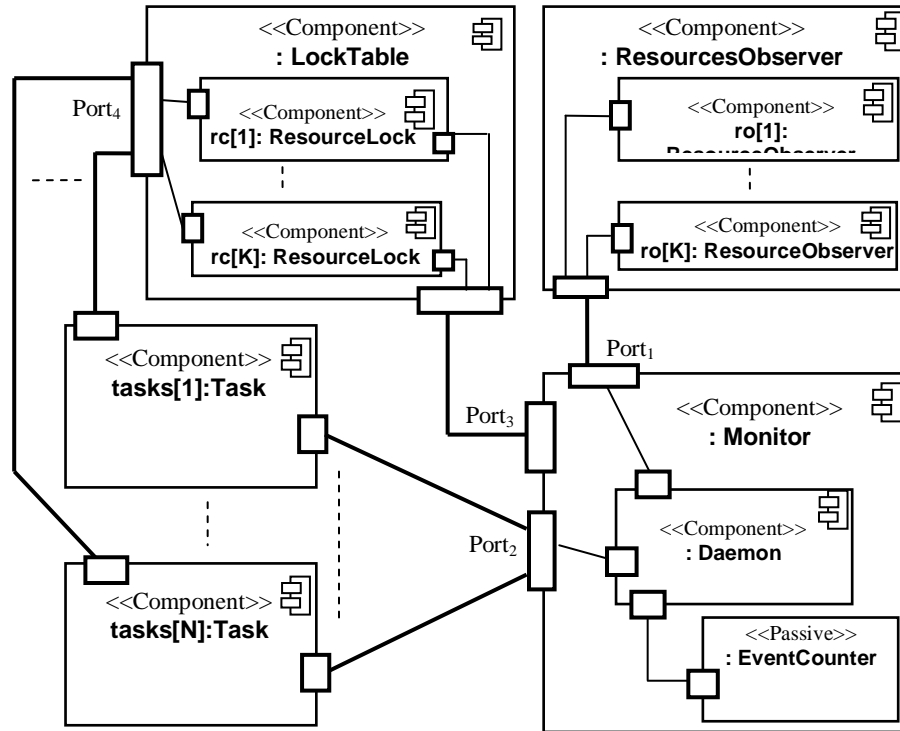 <<Component>>
: LockTable
Port4
<<Component>>
rc[1]: ResourceLock
<<Component>>
rc[K]: ResourceLock
<<Component>>
: ResourcesObserver
<<Component>>
ro[1]:
ResourceObserver
<<Component>>
ro[K]: ResourceObserver
<<Component>>
tasks[1]:Task
Port1
Port3
<<Component>>
: Monitor
Port2
<<Component>>
: Daemon
<<Component>>
tasks[N]:Task
<<Passive>>
: EventCounter